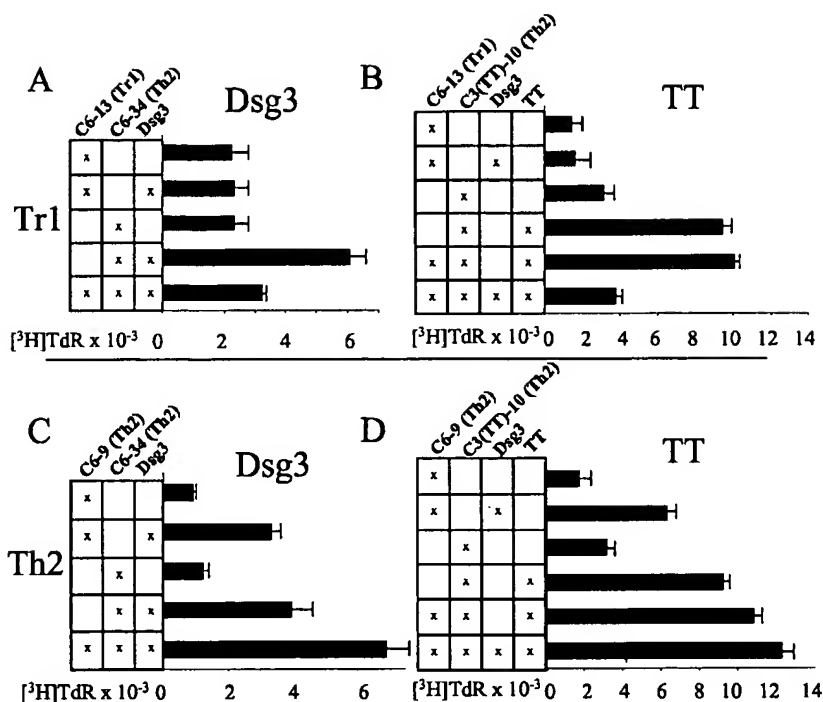 A
C6-13 (Tr1)
C6-34 (Th2)
Dsg3
Dsg3
x
x x
Tr1 x
x x
x x x
[³H]TdR x 10⁻³ 0 2 4 6
B
C6-13 (Tr1)
C3(TT)-10 (Th2)
Dsg3
TT
TT
x
x x
x
x x
x x x
x x x x
[³H]TdR x 10⁻³ 0 2 4 6 8 10 12 14
C
C6-9 (Th2)
C6-34 (Th2)
Dsg3
Dsg3
x
x x
Th2 x
x x
x x x
[³H]TdR x 10⁻³ 0 2 4 6
D
C6-9 (Th2)
C3(TT)-10 (Th2)
Dsg3
TT
TT
x
x x
x
x x
x x x
x x x x
[³H]TdR x 10⁻³ 0 2 4 6 8 10 12 14